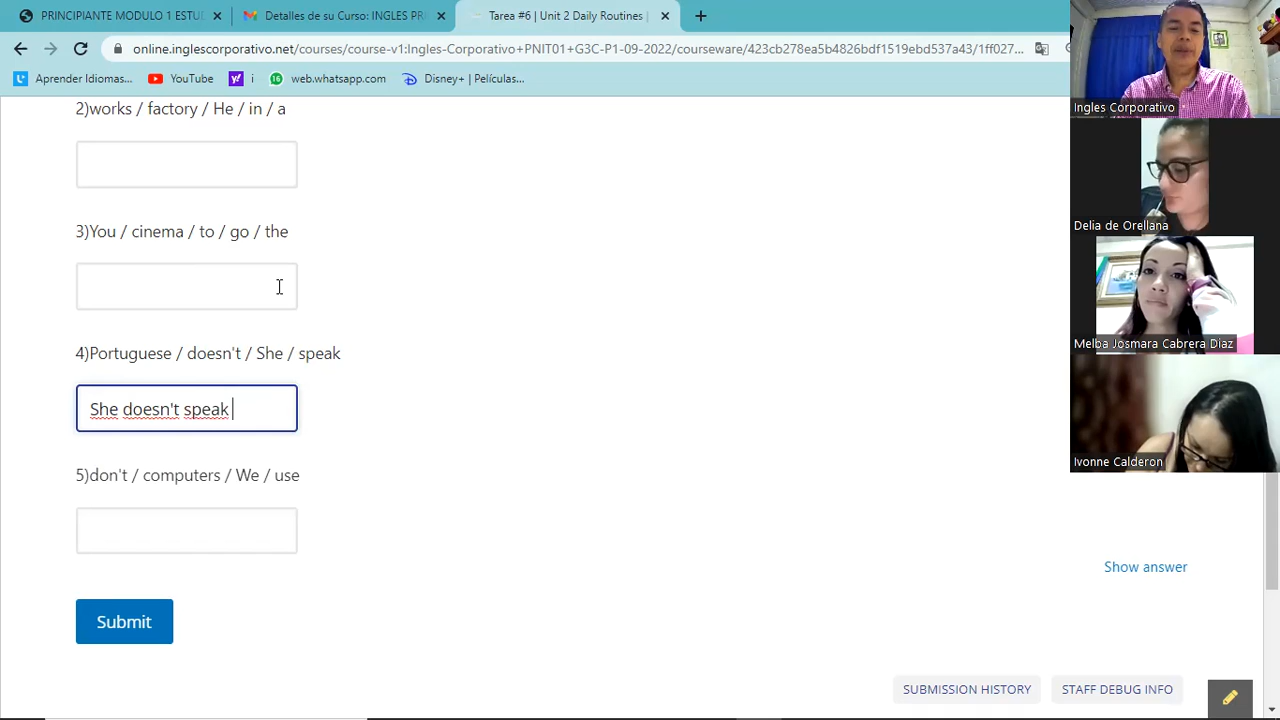 PRINCIPIANTE MODULO 1 ESTUI
Detalles de su Curso: INGLES PRI
Tarea #6 | Unit 2 Daily Routines |
online.inglescorporativo.net/courses/course-v1:Ingles-Corporativo+PNIT01+G3C-P1-09-2022/courseware/423cb278ea5b4826bdf1519ebd537a43/1ff027...
Aprender Idiomas...
YouTube
i
web.whatsapp.com
Disney+ | Películas...
2)works / factory / He / in / a
3)You / cinema / to / go / the
4)Portuguese / doesn't / She / speak
She doesn't speak
5)don't / computers / We / use
Show answer
Submit
SUBMISSION HISTORY
STAFF DEBUG INFO
Ingles Corporativo
Delia de Orellana
Melba Josmara Cabrera Diaz
Ivonne Calderon